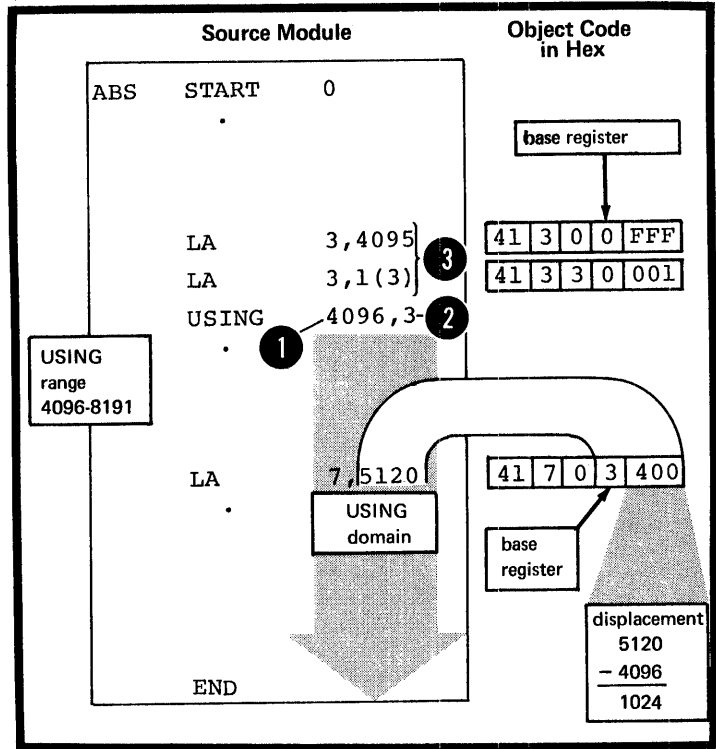 Source Module
Object Code
in Hex
ABS START 0
.
base register
LA 3,4095
41 3 0 0 FFF
LA 3,1(3)
3
41 3 3 0 001
USING 4096,3
2
1
.
USING
range
4096-8191
LA 7,5120
41 7 0 3 400
.
USING
domain
base
register
displacement
5120
– 4096
1024
END